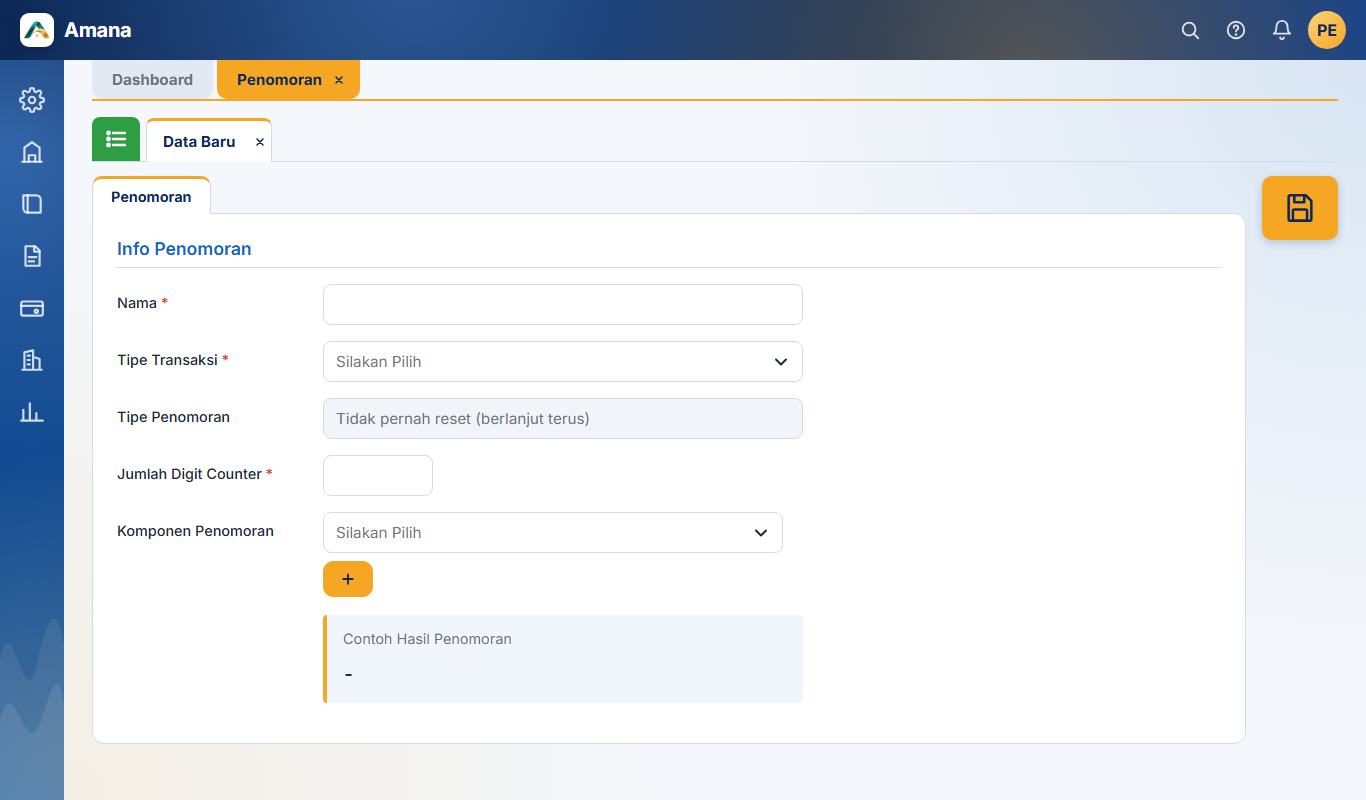 Amana
PE
Dashboard
Penomoran ×
Data Baru ×
Penomoran
Info Penomoran
Nama *
Tipe Transaksi *
Silakan Pilih
Tipe Penomoran
Tidak pernah reset (berlanjut terus)
Jumlah Digit Counter *
Komponen Penomoran
Silakan Pilih
+
Contoh Hasil Penomoran
-